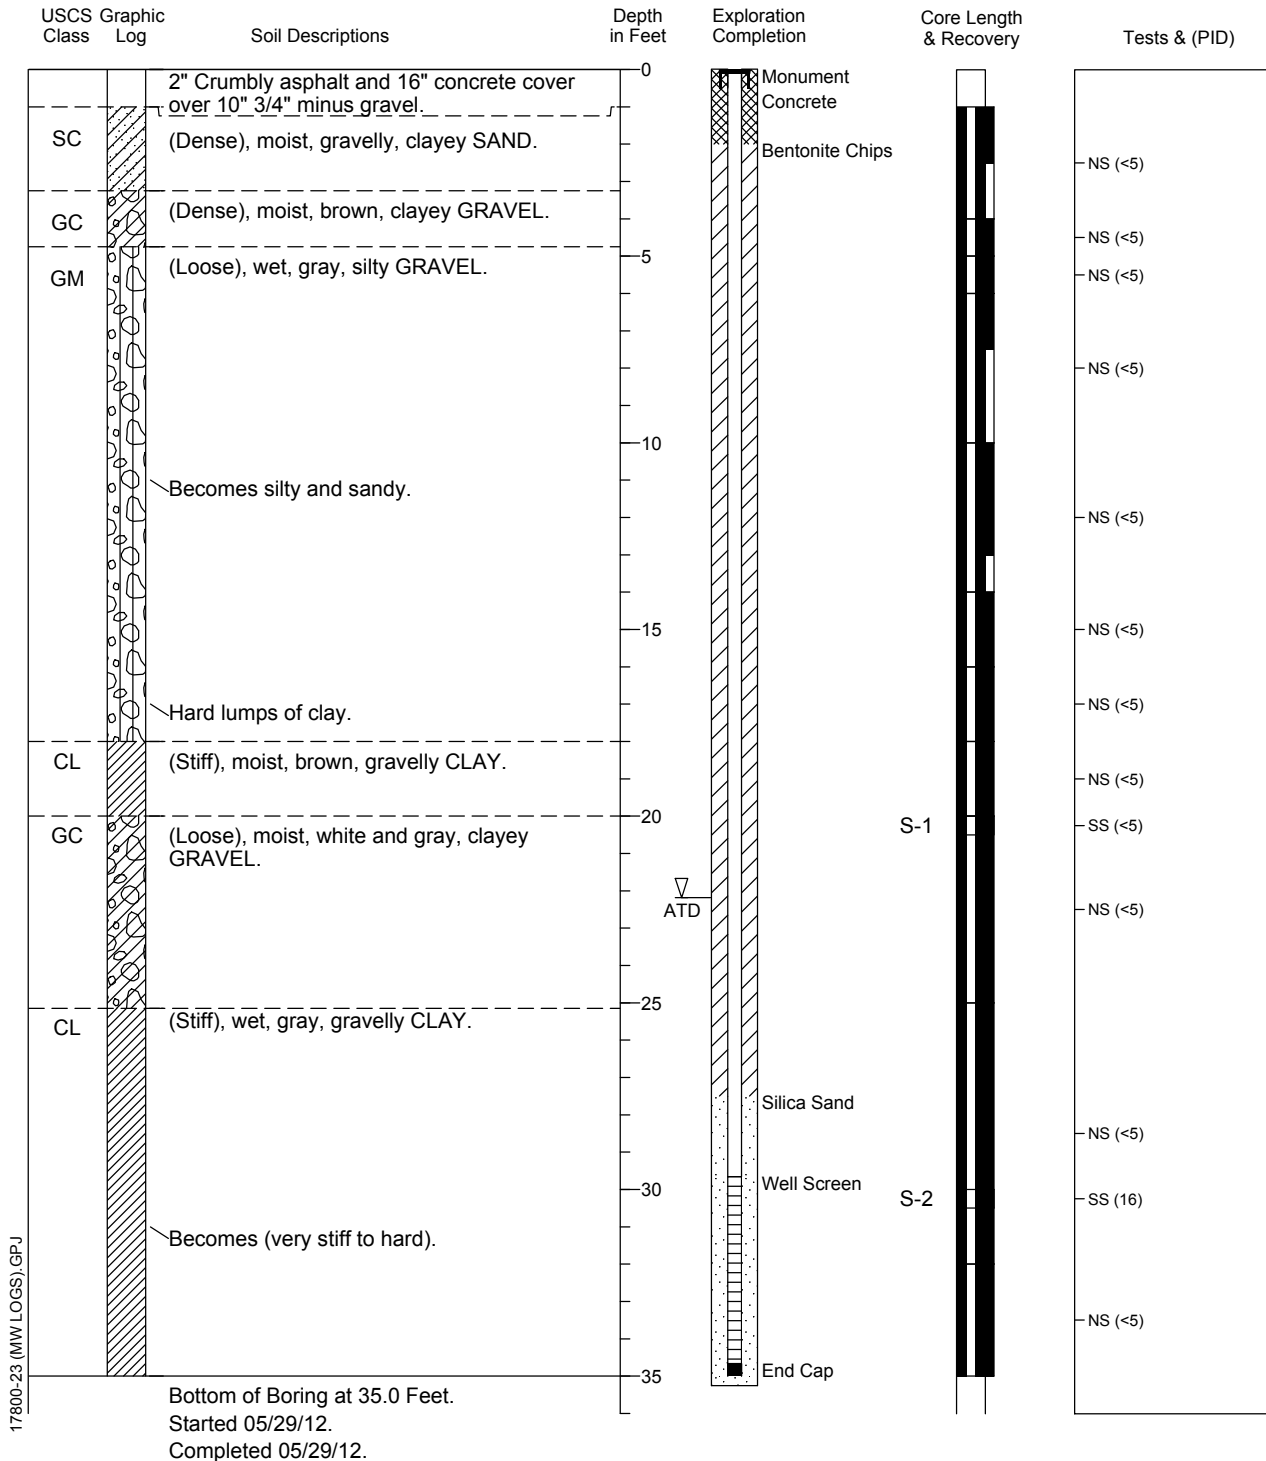 USCS Class
Graphic Log
Soil Descriptions
Depth in Feet
Exploration Completion
Core Length & Recovery
Tests & (PID)
2" Crumbly asphalt and 16" concrete cover
over 10" 3/4" minus gravel.
0
Monument
Concrete
SC
(Dense), moist, gravelly, clayey SAND.
Bentonite Chips
NS (<5)
GC
(Dense), moist, brown, clayey GRAVEL.
NS (<5)
5
GM
(Loose), wet, gray, silty GRAVEL.
NS (<5)
NS (<5)
10
Becomes silty and sandy.
NS (<5)
15
NS (<5)
Hard lumps of clay.
NS (<5)
CL
(Stiff), moist, brown, gravelly CLAY.
NS (<5)
20
GC
(Loose), moist, white and gray, clayey
GRAVEL.
S-1
SS (<5)
ATD
NS (<5)
25
CL
(Stiff), wet, gray, gravelly CLAY.
Silica Sand
NS (<5)
30
Well Screen
S-2
SS (16)
Becomes (very stiff to hard).
NS (<5)
35
End Cap
Bottom of Boring at 35.0 Feet.
Started 05/29/12.
Completed 05/29/12.
17800-23 (MW LOGS).GPJ